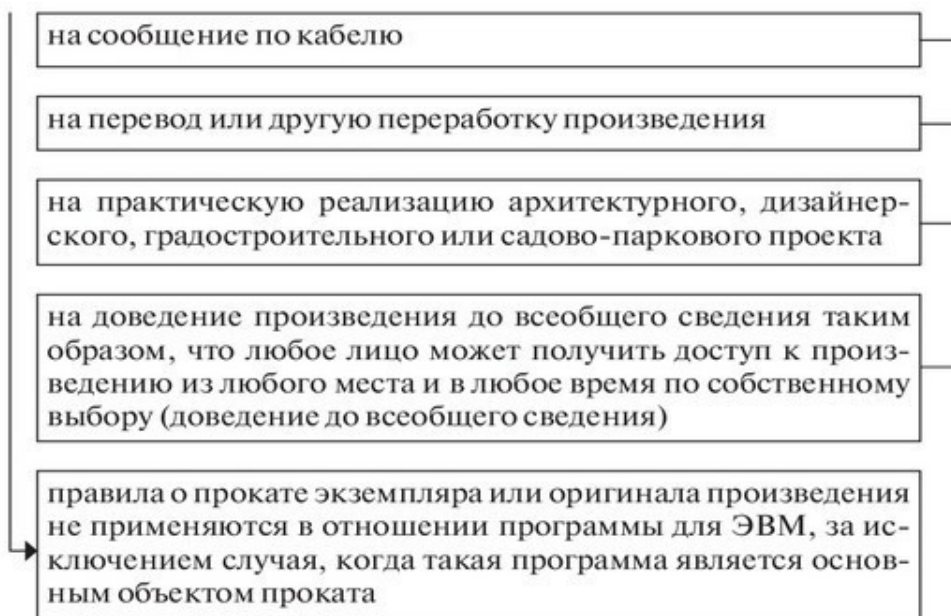 на сообщение по кабелю
на перевод или другую переработку произведения
на практическую реализацию архитектурного, дизайнер-
ского, градостроительного или садово-паркового проекта
на доведение произведения до всеобщего сведения таким
образом, что любое лицо может получить доступ к произ-
ведению из любого места и в любое время по собственному
выбору (доведение до всеобщего сведения)
правила о прокате экземпляра или оригинала произведения
не применяются в отношении программы для ЭВМ, за ис-
ключением случая, когда такая программа является основ-
ным объектом проката